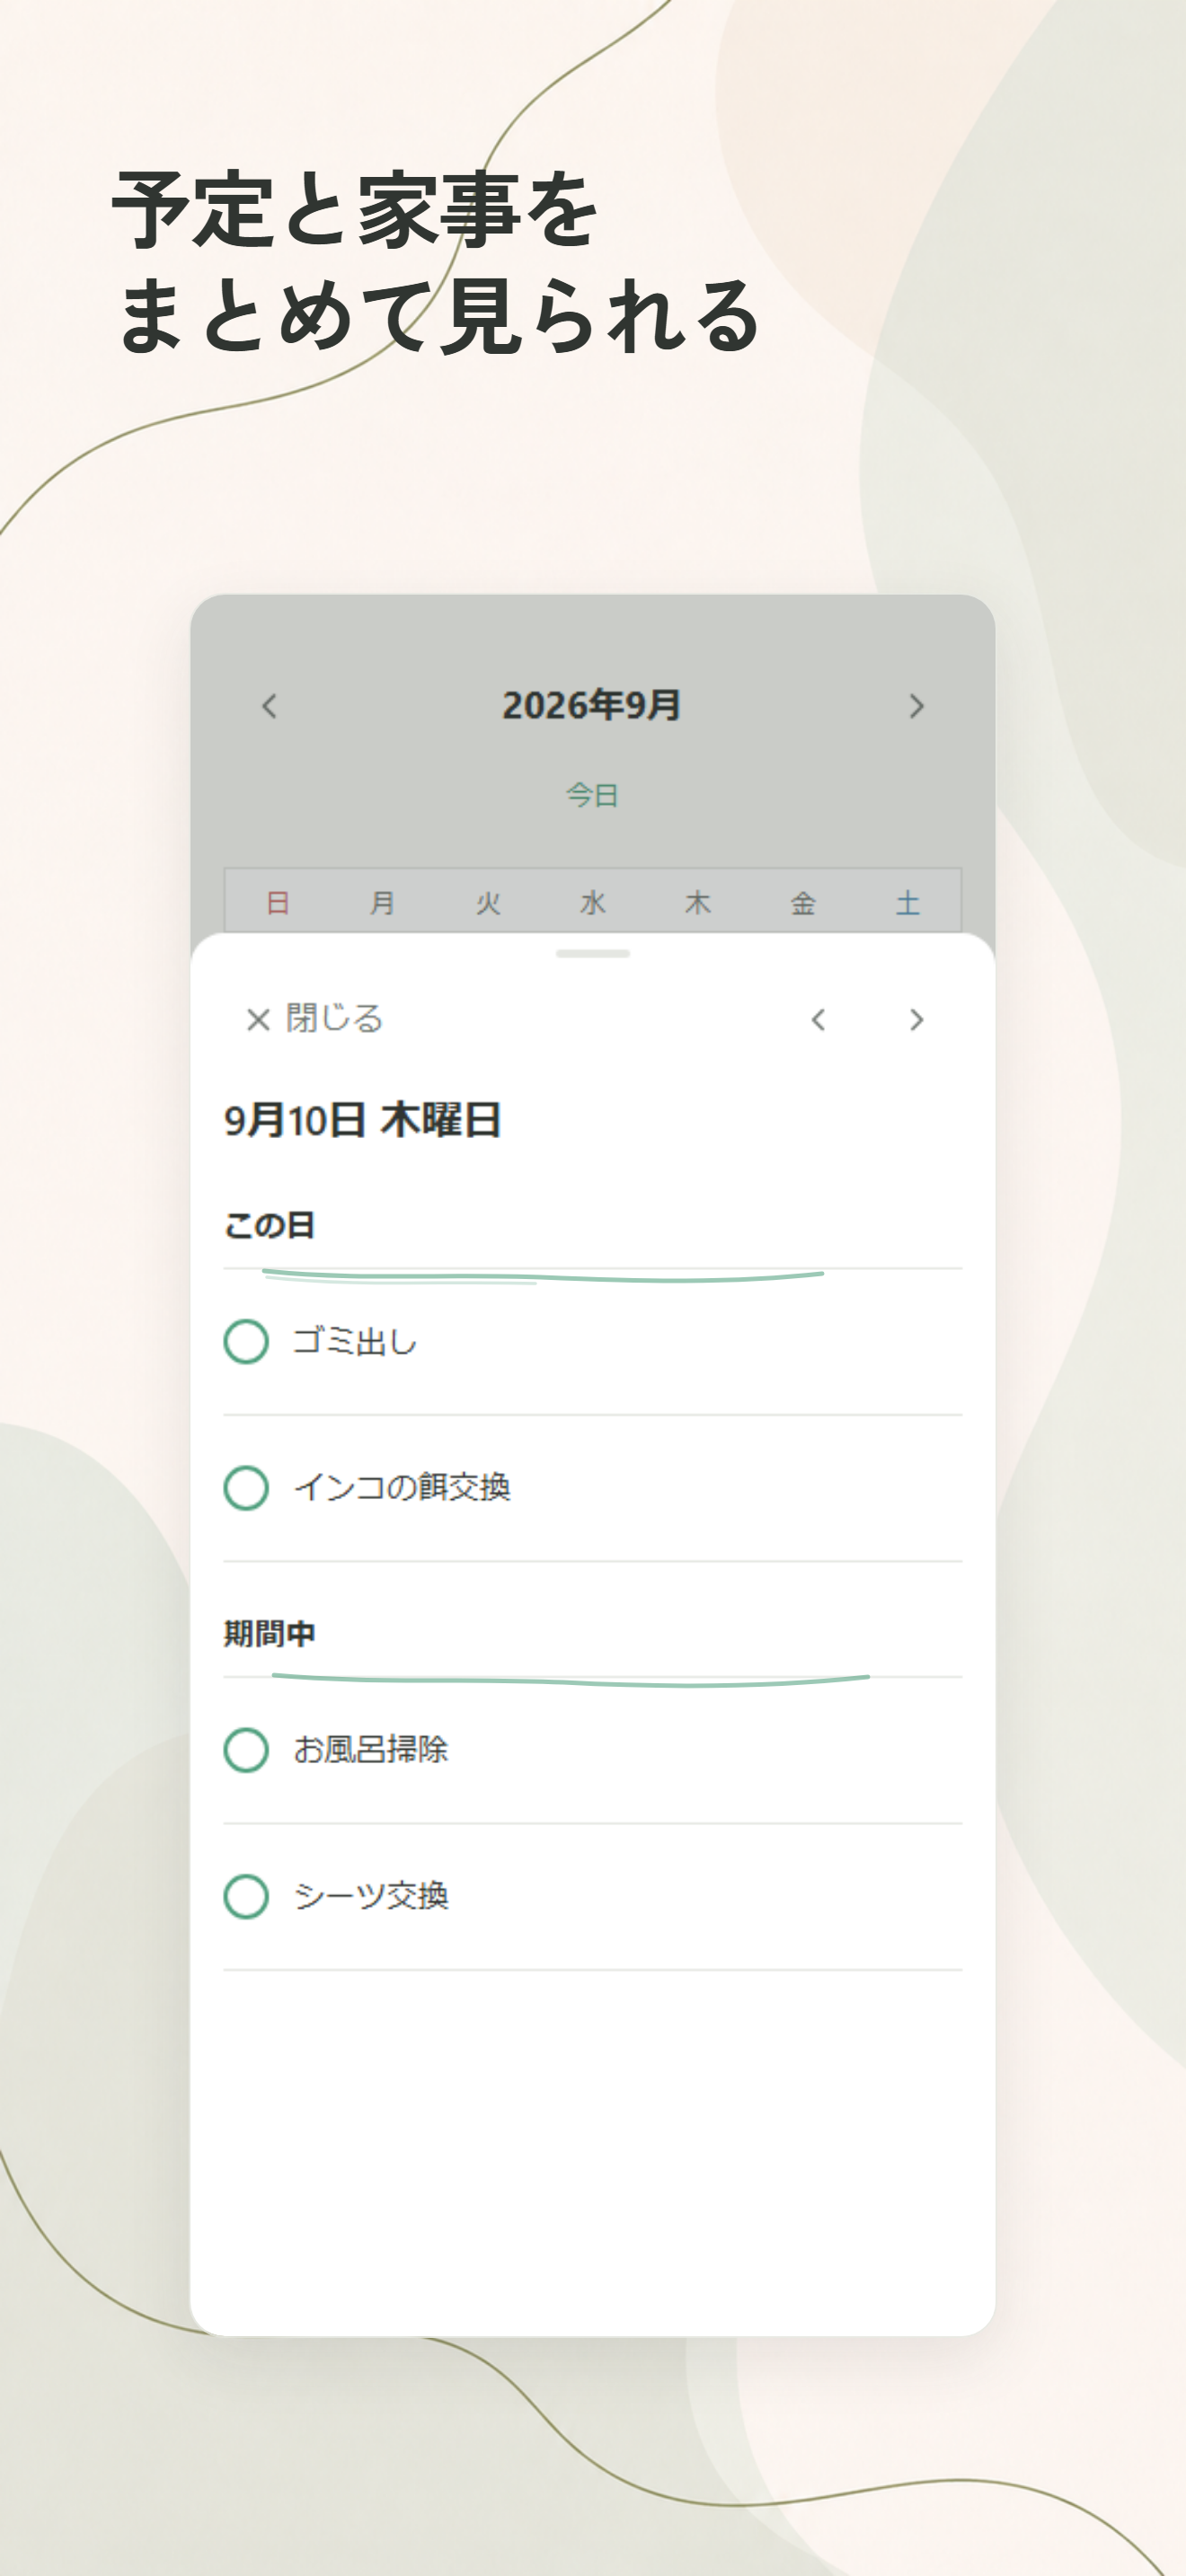 予定と家事を
まとめて見られる
2026年9月
今日
日 月 火 水 木 金 土
閉じる
9月10日 木曜日
この日
ゴミ出し
インコの餌交換
期間中
お風呂掃除
シーツ交換